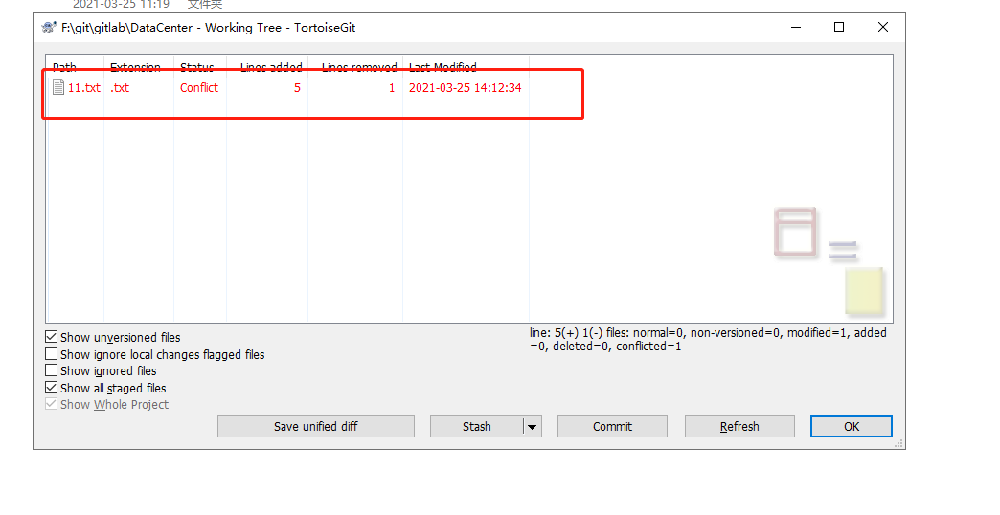 2021-03-25 11:19 文件夹
F:\git\gitlab\DataCenter - Working Tree - TortoiseGit
Path Extension Status Lines added Lines removed Last Modified
11.txt .txt Conflict 5 1 2021-03-25 14:12:34
Show unversioned files
Show ignore local changes flagged files
Show ignored files
Show all staged files
Show Whole Project
line: 5(+) 1(-) files: normal=0, non-versioned=0, modified=1, added
=0, deleted=0, conflicted=1
Save unified diff Stash Commit Refresh OK